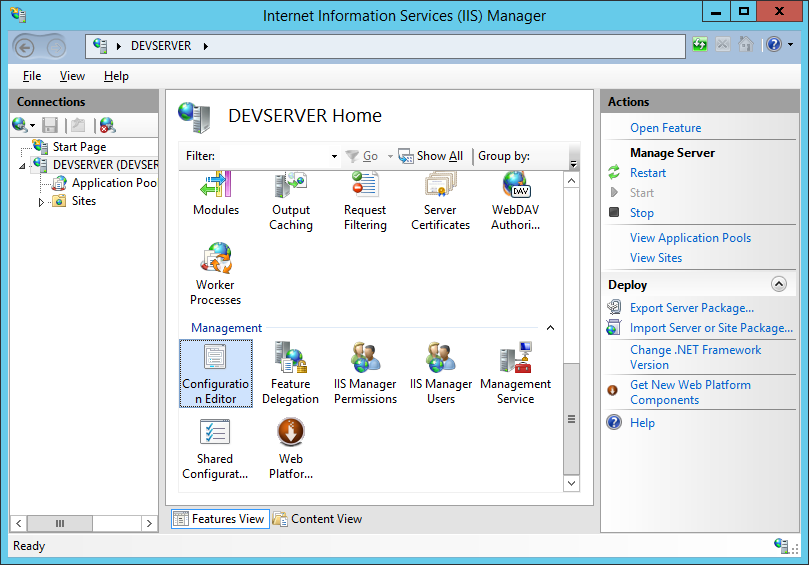 Internet Information Services (IIS) Manager
DEVSERVER
File View Help
Connections
Start Page
DEVSERVER (DEVSER
Application Poo
Sites
DEVSERVER Home
Filter: Go Show All Group by:
Modules
Output
Caching
Request
Filtering
Server
Certificates
DAV
WebDAV
Authori...
Worker
Processes
Management
Configuratio
n Editor
Feature
Delegation
IIS Manager
Permissions
IIS Manager
Users
Management
Service
Shared
Configurat...
Web
Platfor...
Features View Content View
Actions
Open Feature
Manage Server
Restart
Start
Stop
View Application Pools
View Sites
Deploy
Export Server Package...
Import Server or Site Package...
Change .NET Framework
Version
Get New Web Platform
Components
Help
Ready